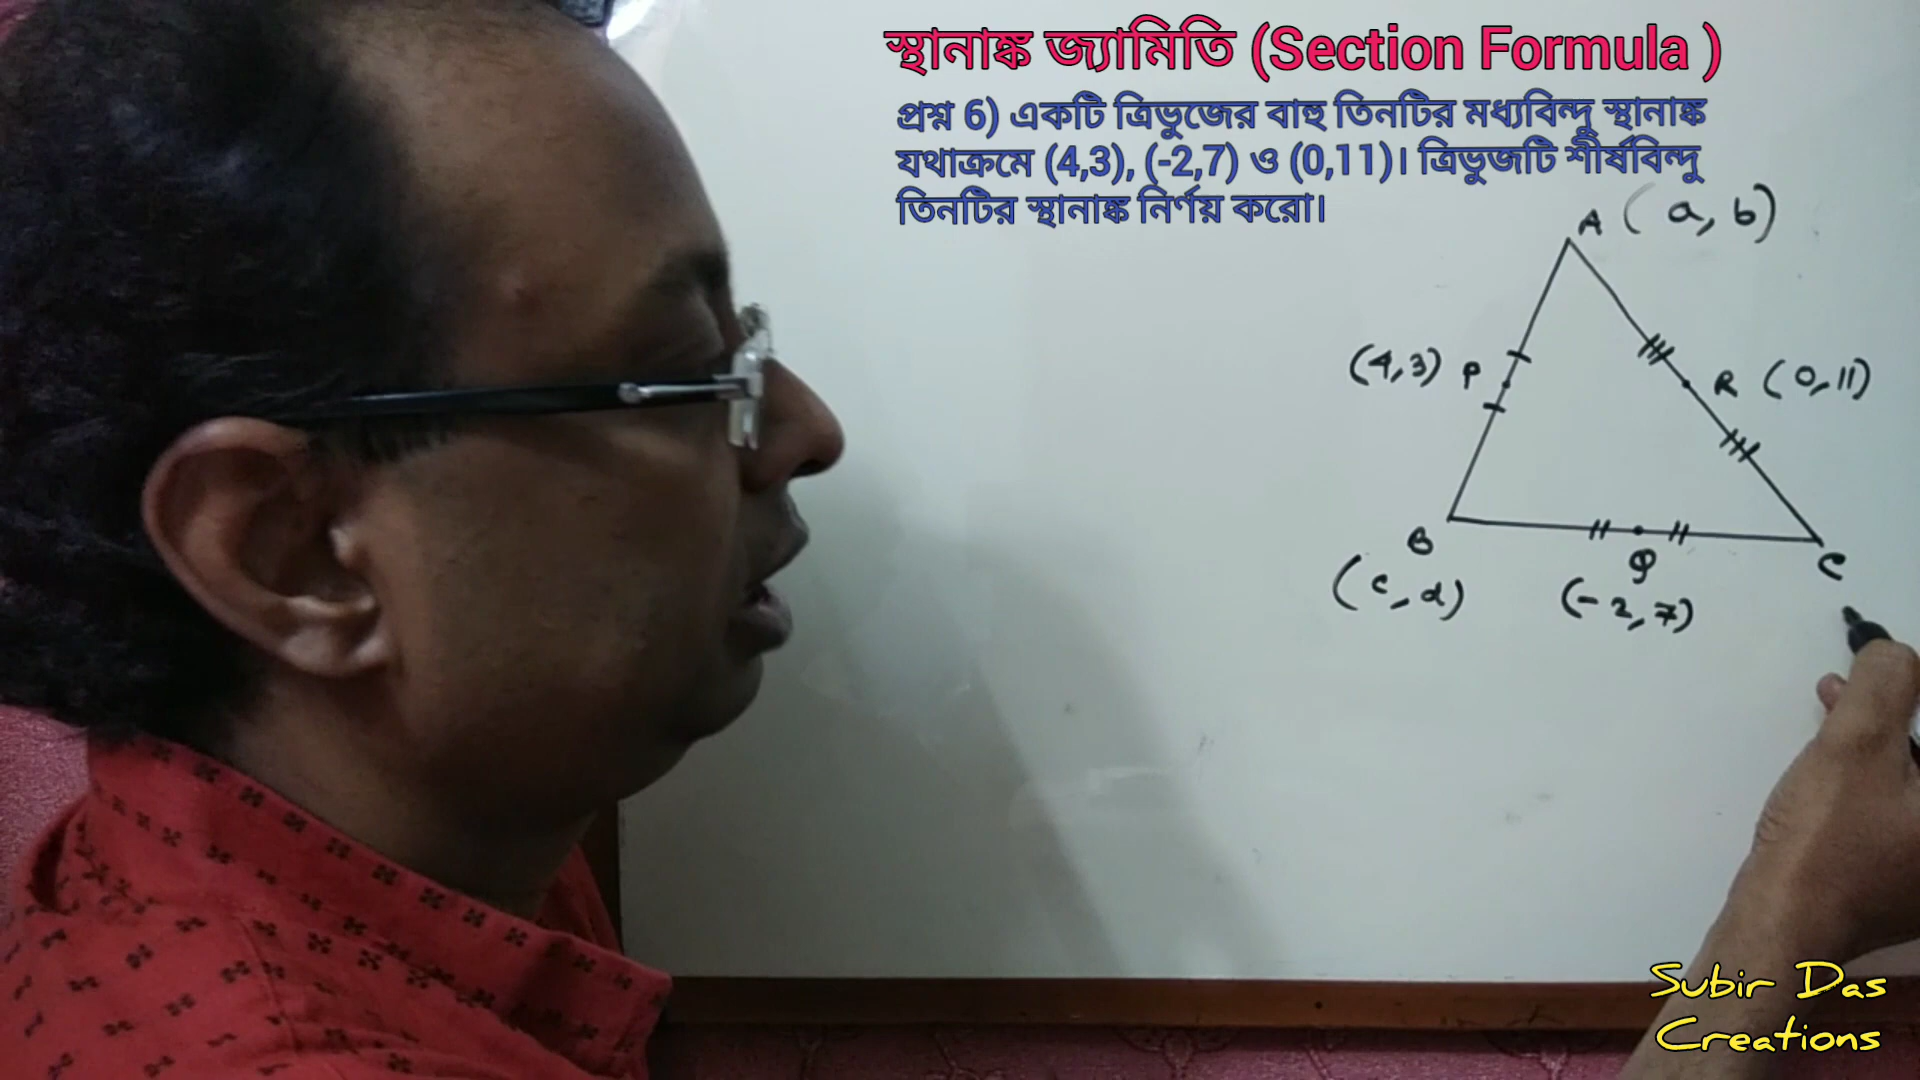 স্থানাঙ্ক জ্যামিতি (Section Formula )
প্রশ্ন 6) একটি ত্রিভুজের বাহু তিনটির মধ্যবিন্দু স্থানাঙ্ক
যথাক্রমে (4,3), (-2,7) ও (0,11)। ত্রিভুজটি শীর্ষবিন্দু
তিনটির স্থানাঙ্ক নির্ণয় করো।
A (a, b)
(4,3) P R (0,11)
B Q C
(c, d) (-2,7)
Subir Das
Creations